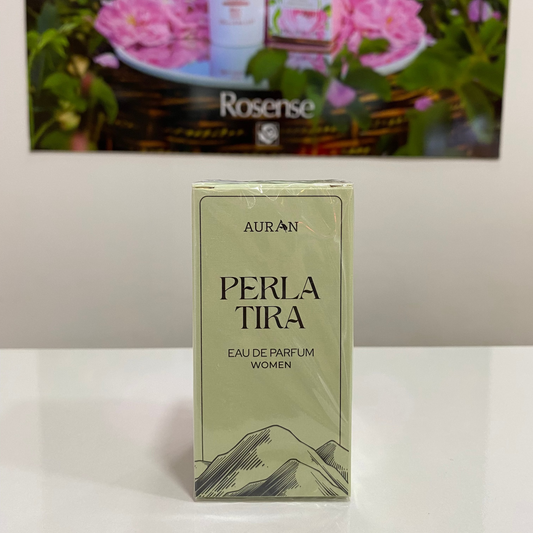 Rosense
AURAN
PERLA
TIRA
EAU DE PARFUM
WOMEN